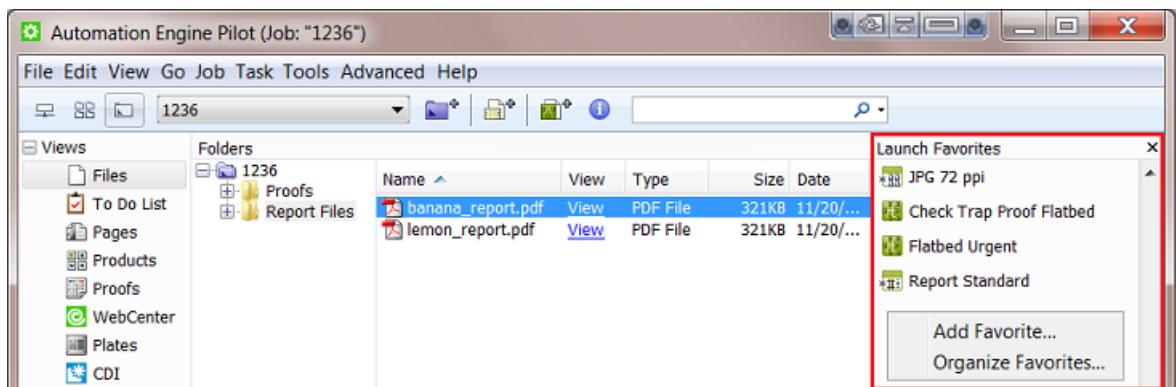 Automation Engine Pilot (Job: "1236")
File Edit View Go Job Task Tools Advanced Help
1236
Views
Files
To Do List
Pages
Products
Proofs
WebCenter
Plates
CDI
Folders
1236
Proofs
Report Files
Name View Type Size Date
banana_report.pdf View PDF File 321KB 11/20/...
lemon_report.pdf View PDF File 321KB 11/20/...
Launch Favorites
JPG 72 ppi
Check Trap Proof Flatbed
Flatbed Urgent
Report Standard
Add Favorite...
Organize Favorites...